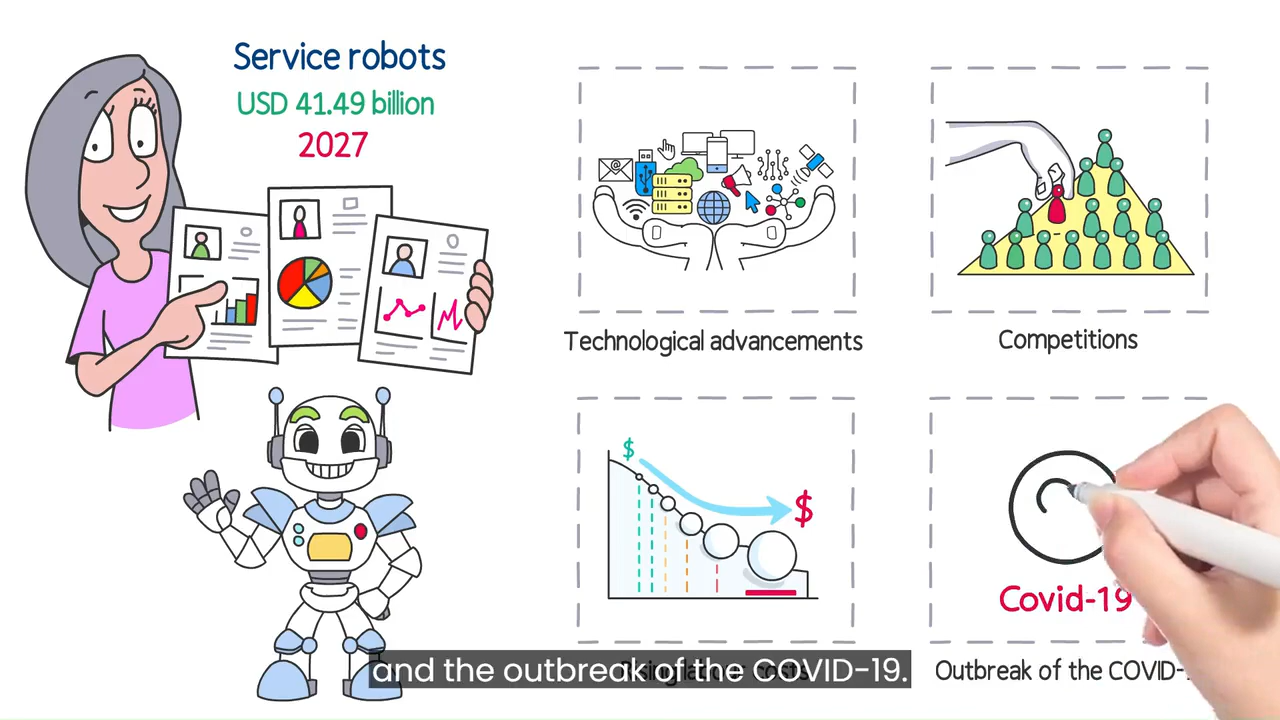 Service robots
USD 41.49 billion
2027
@
Technological advancements
Competitions
$
$
Covid-19
Outbreak of the COVID-
and the outbreak of the COVID-19.